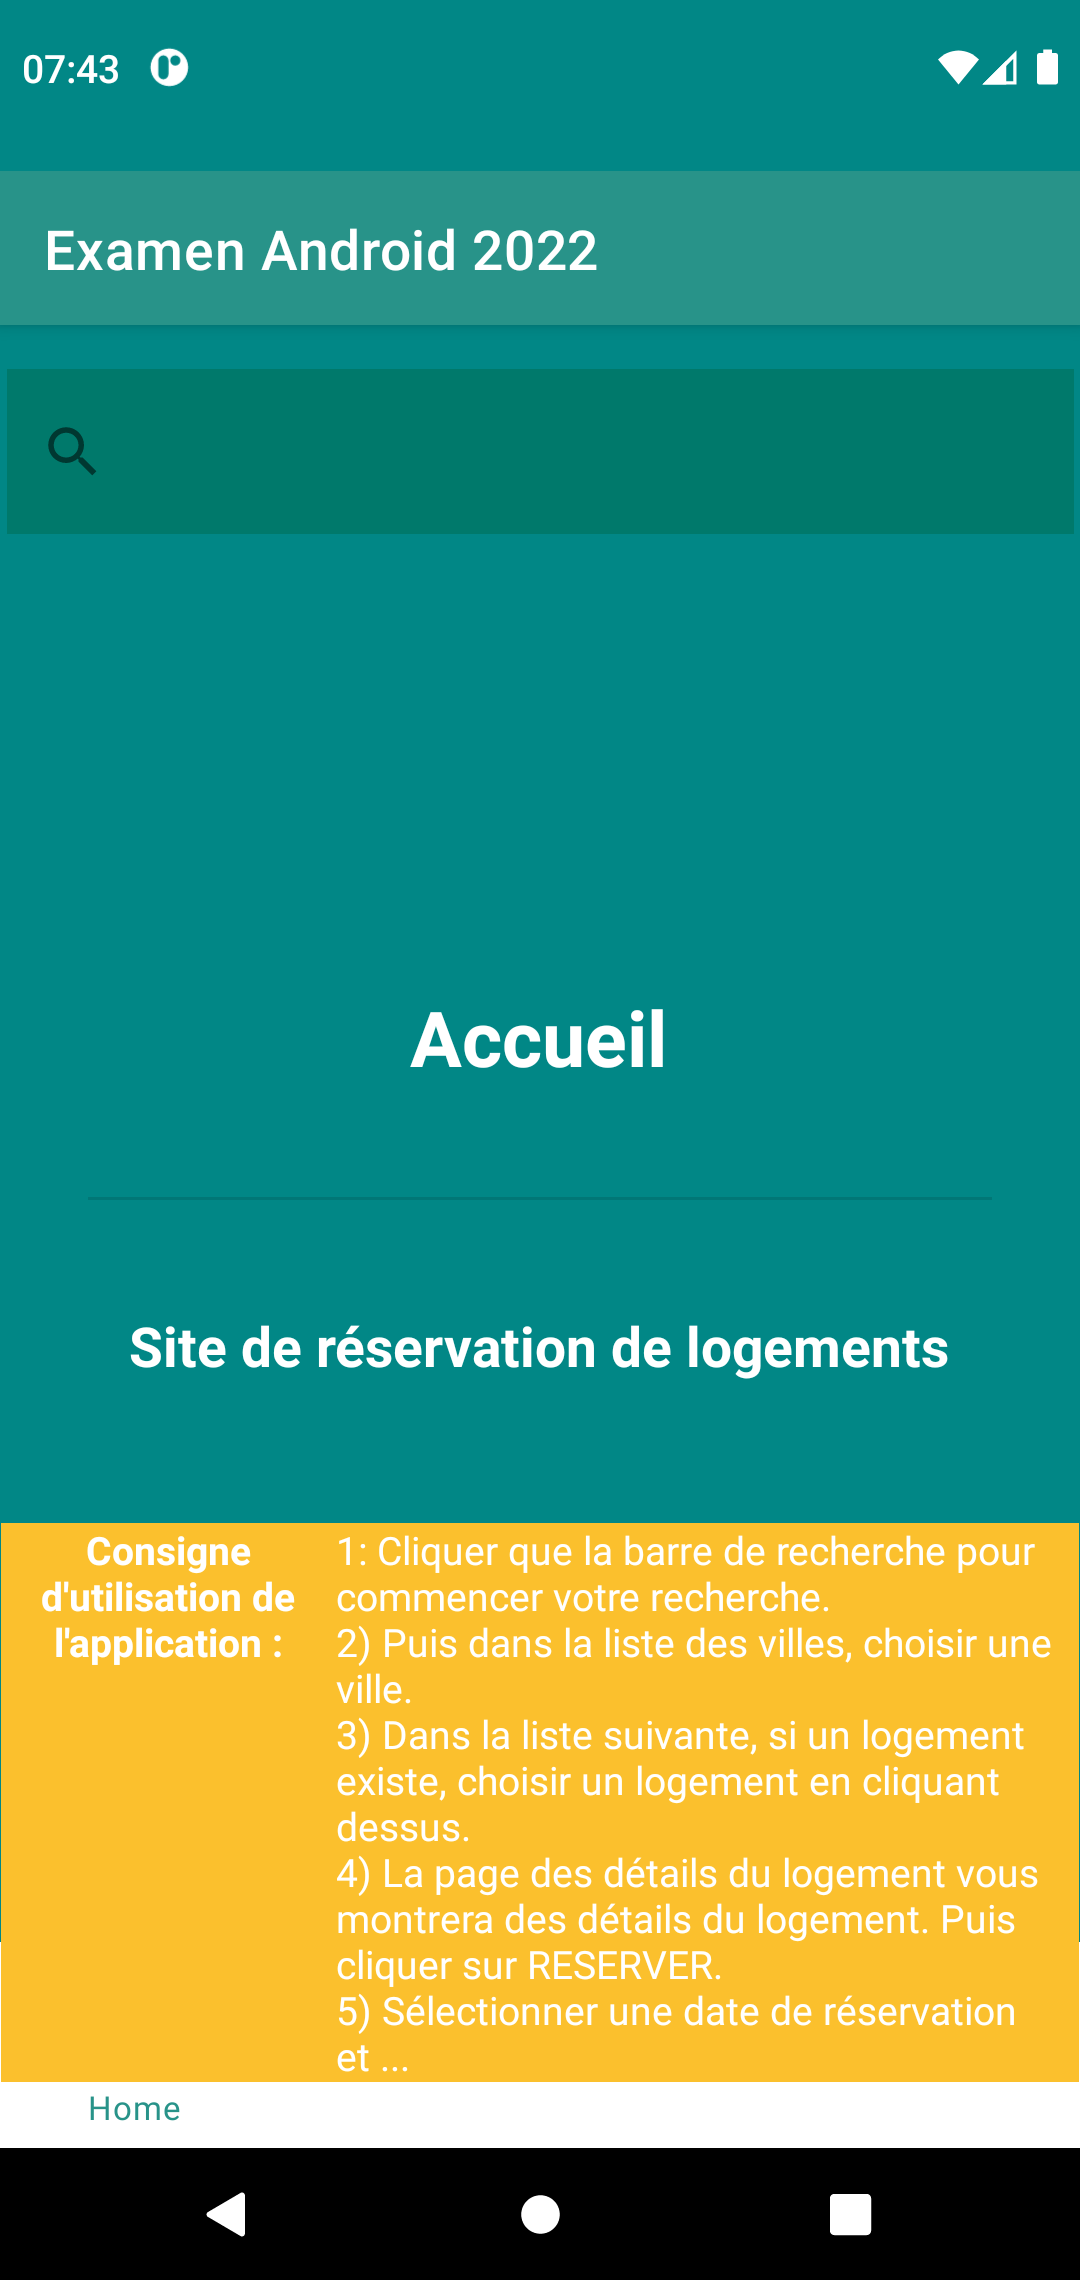 07:43
Examen Android 2022
Accueil
Site de réservation de logements
Consigne
d'utilisation de
l'application :
1: Cliquer que la barre de recherche pour
commencer votre recherche.
2) Puis dans la liste des villes, choisir une
ville.
3) Dans la liste suivante, si un logement
existe, choisir un logement en cliquant
dessus.
4) La page des détails du logement vous
montrera des détails du logement. Puis
cliquer sur RESERVER.
5) Sélectionner une date de réservation
et ...
Home